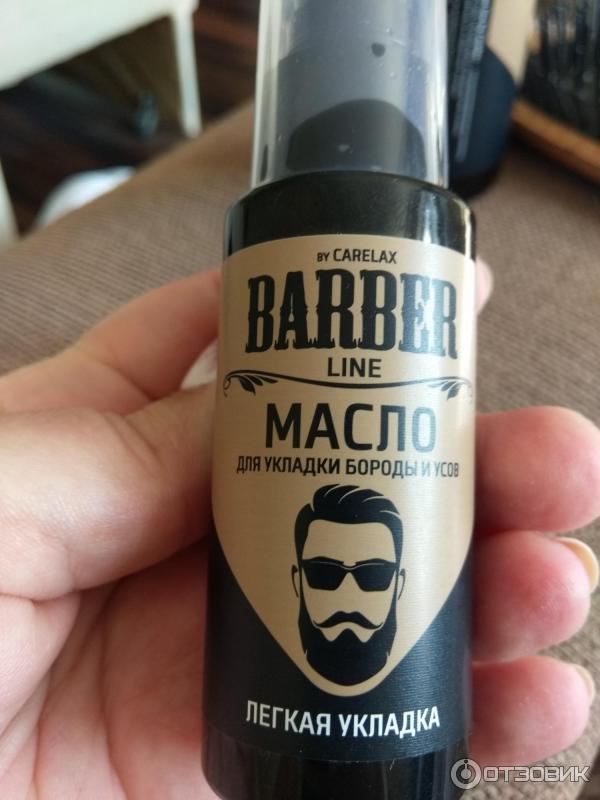 BY CARELAX
BARBER
LINE
МАСЛО
ДЛЯ УКЛАДКИ БОРОДЫ И УСОВ
ЛЕГКАЯ УКЛАДКА
ОТЗОВИК